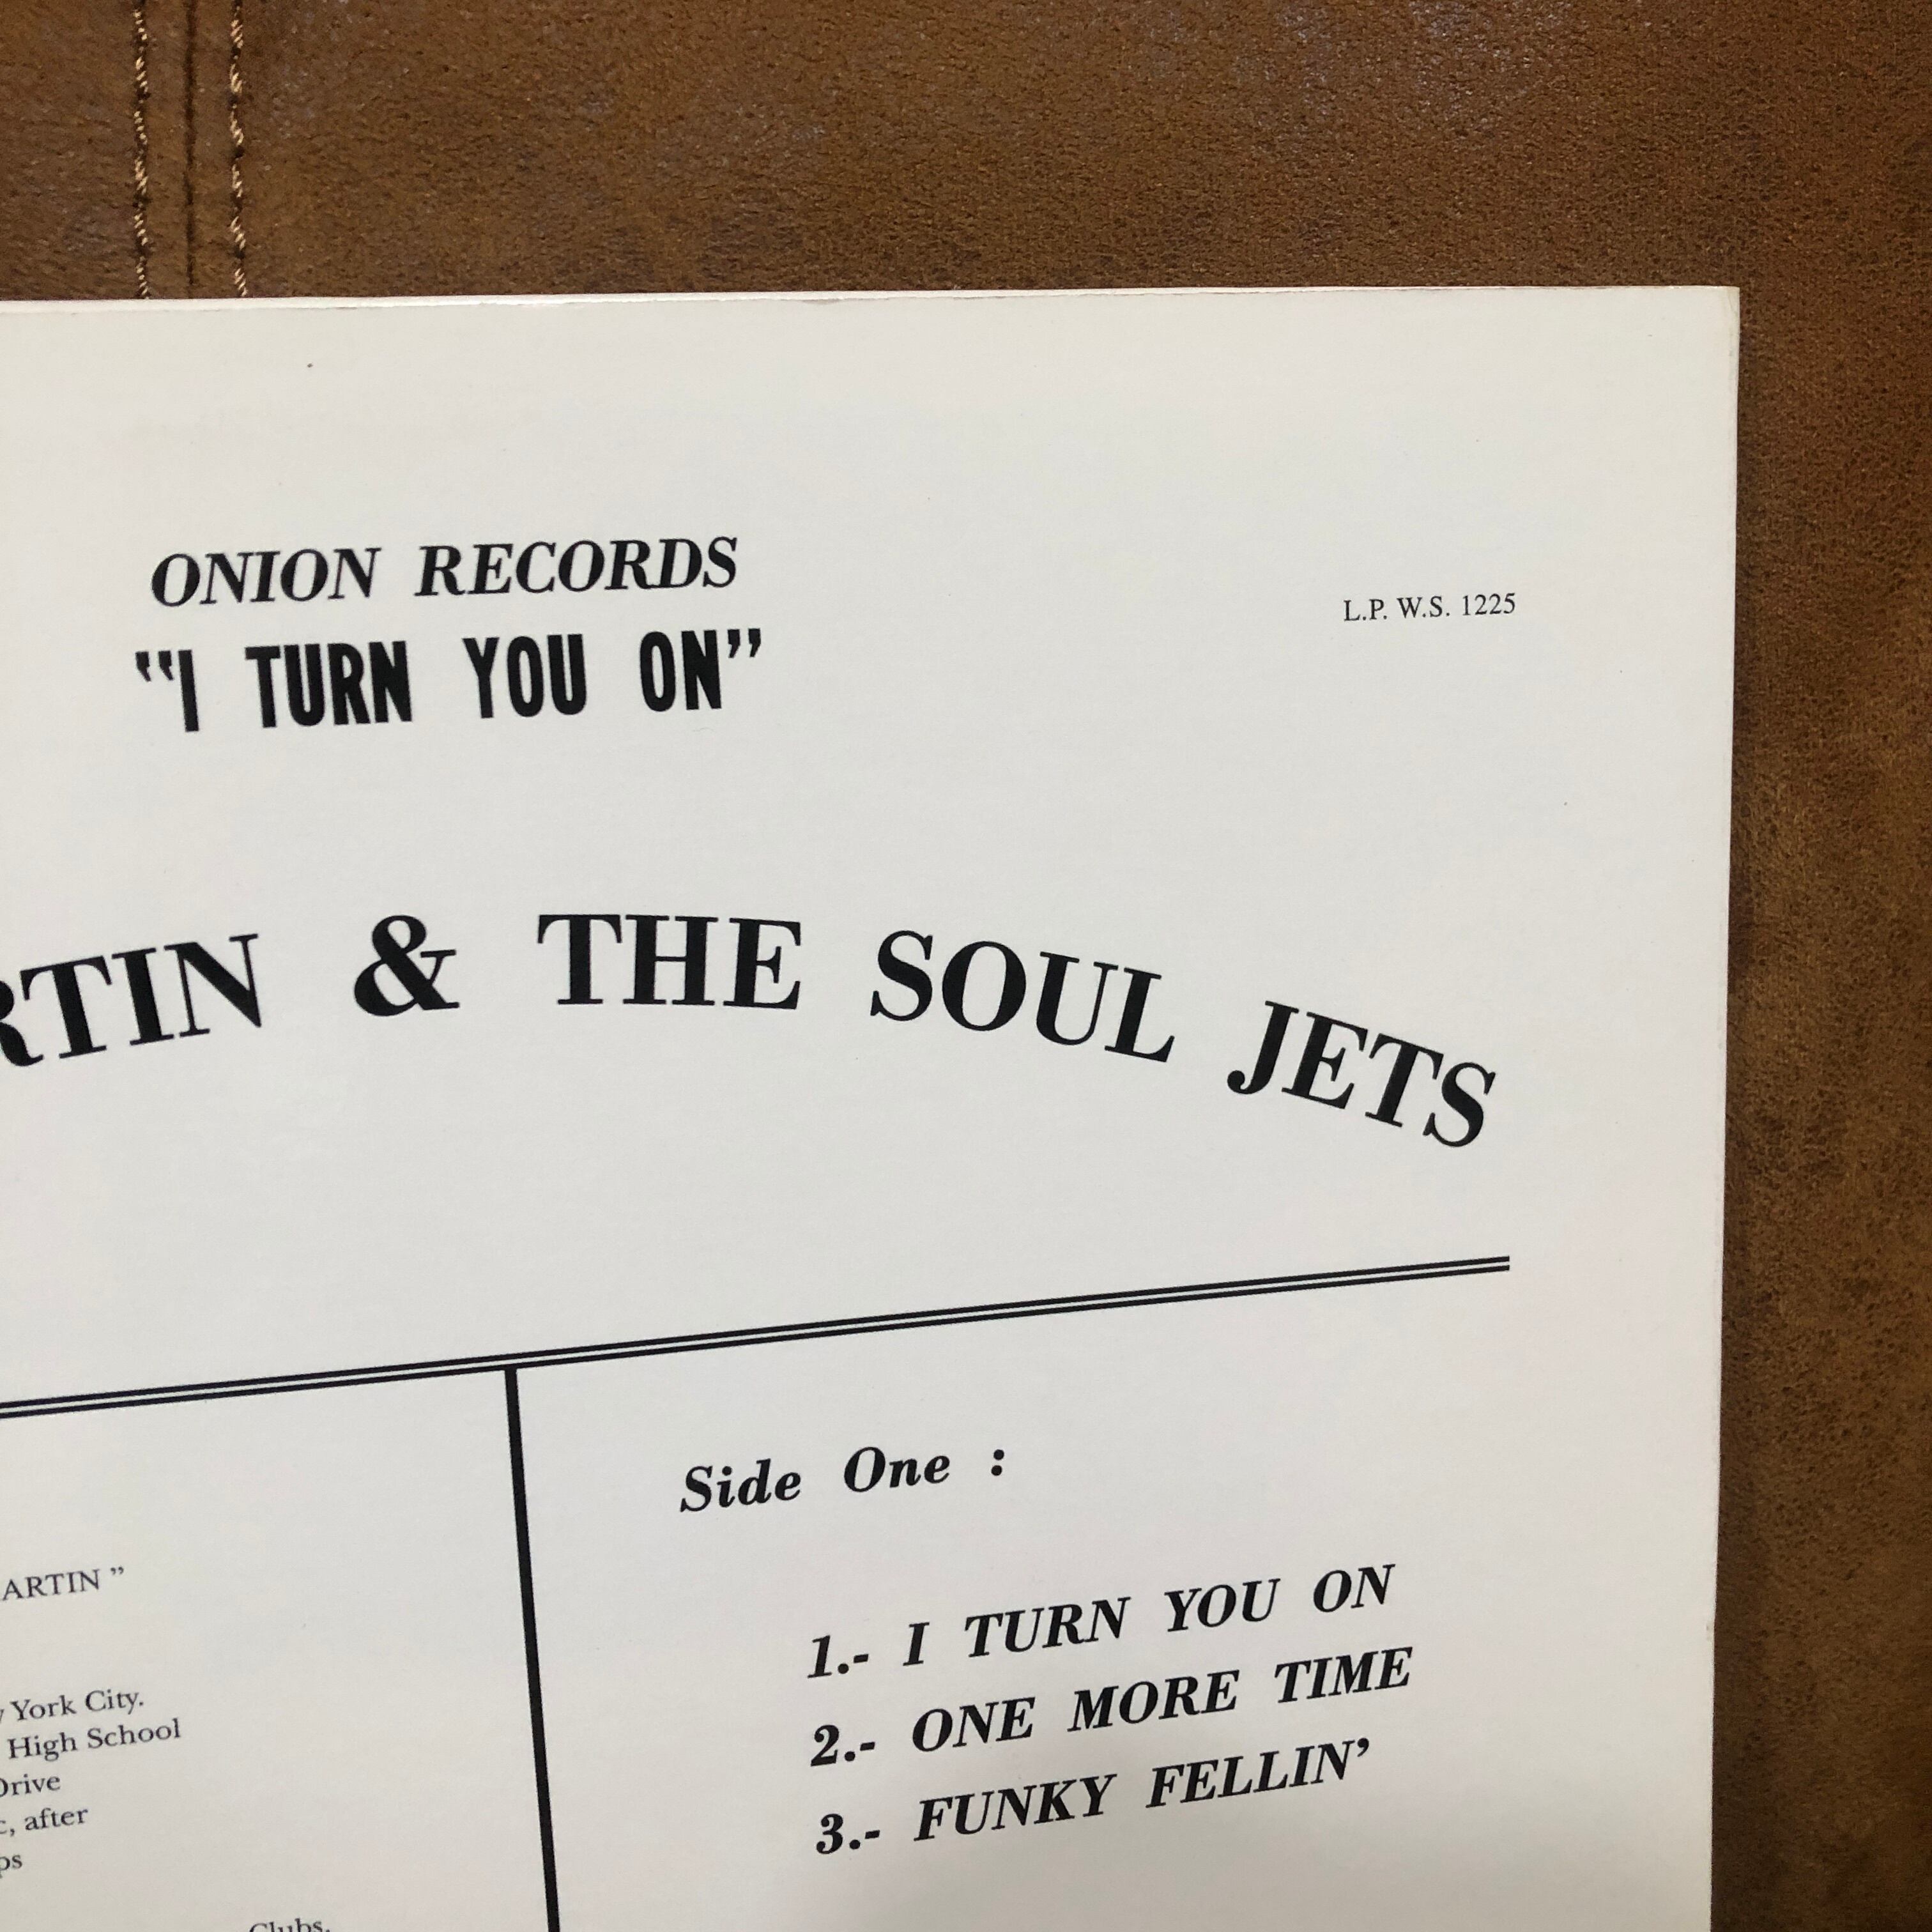 ONION RECORDS
L.P. W.S. 1225
"I TURN YOU ON"
RTIN & THE SOUL JETS
ARTIN"
York City.
High School
Drive
, after
Clubs.
Side One :
1.- I TURN YOU ON
2.- ONE MORE TIME
3.- FUNKY FELLIN'